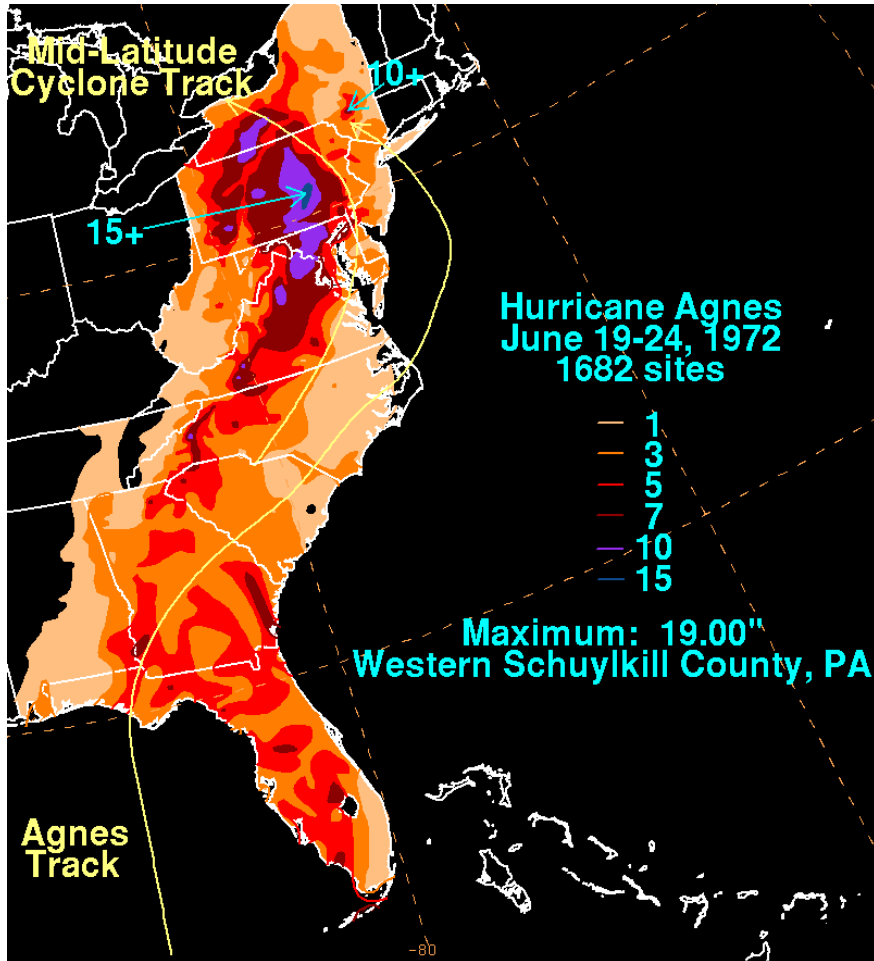 Mid-Latitude
Cyclone Track
10+
15+
Hurricane Agnes
June 19-24, 1972
1682 sites
1
3
5
7
10
15
Maximum: 19.00"
Western Schuylkill County, PA
Agnes
Track
-80